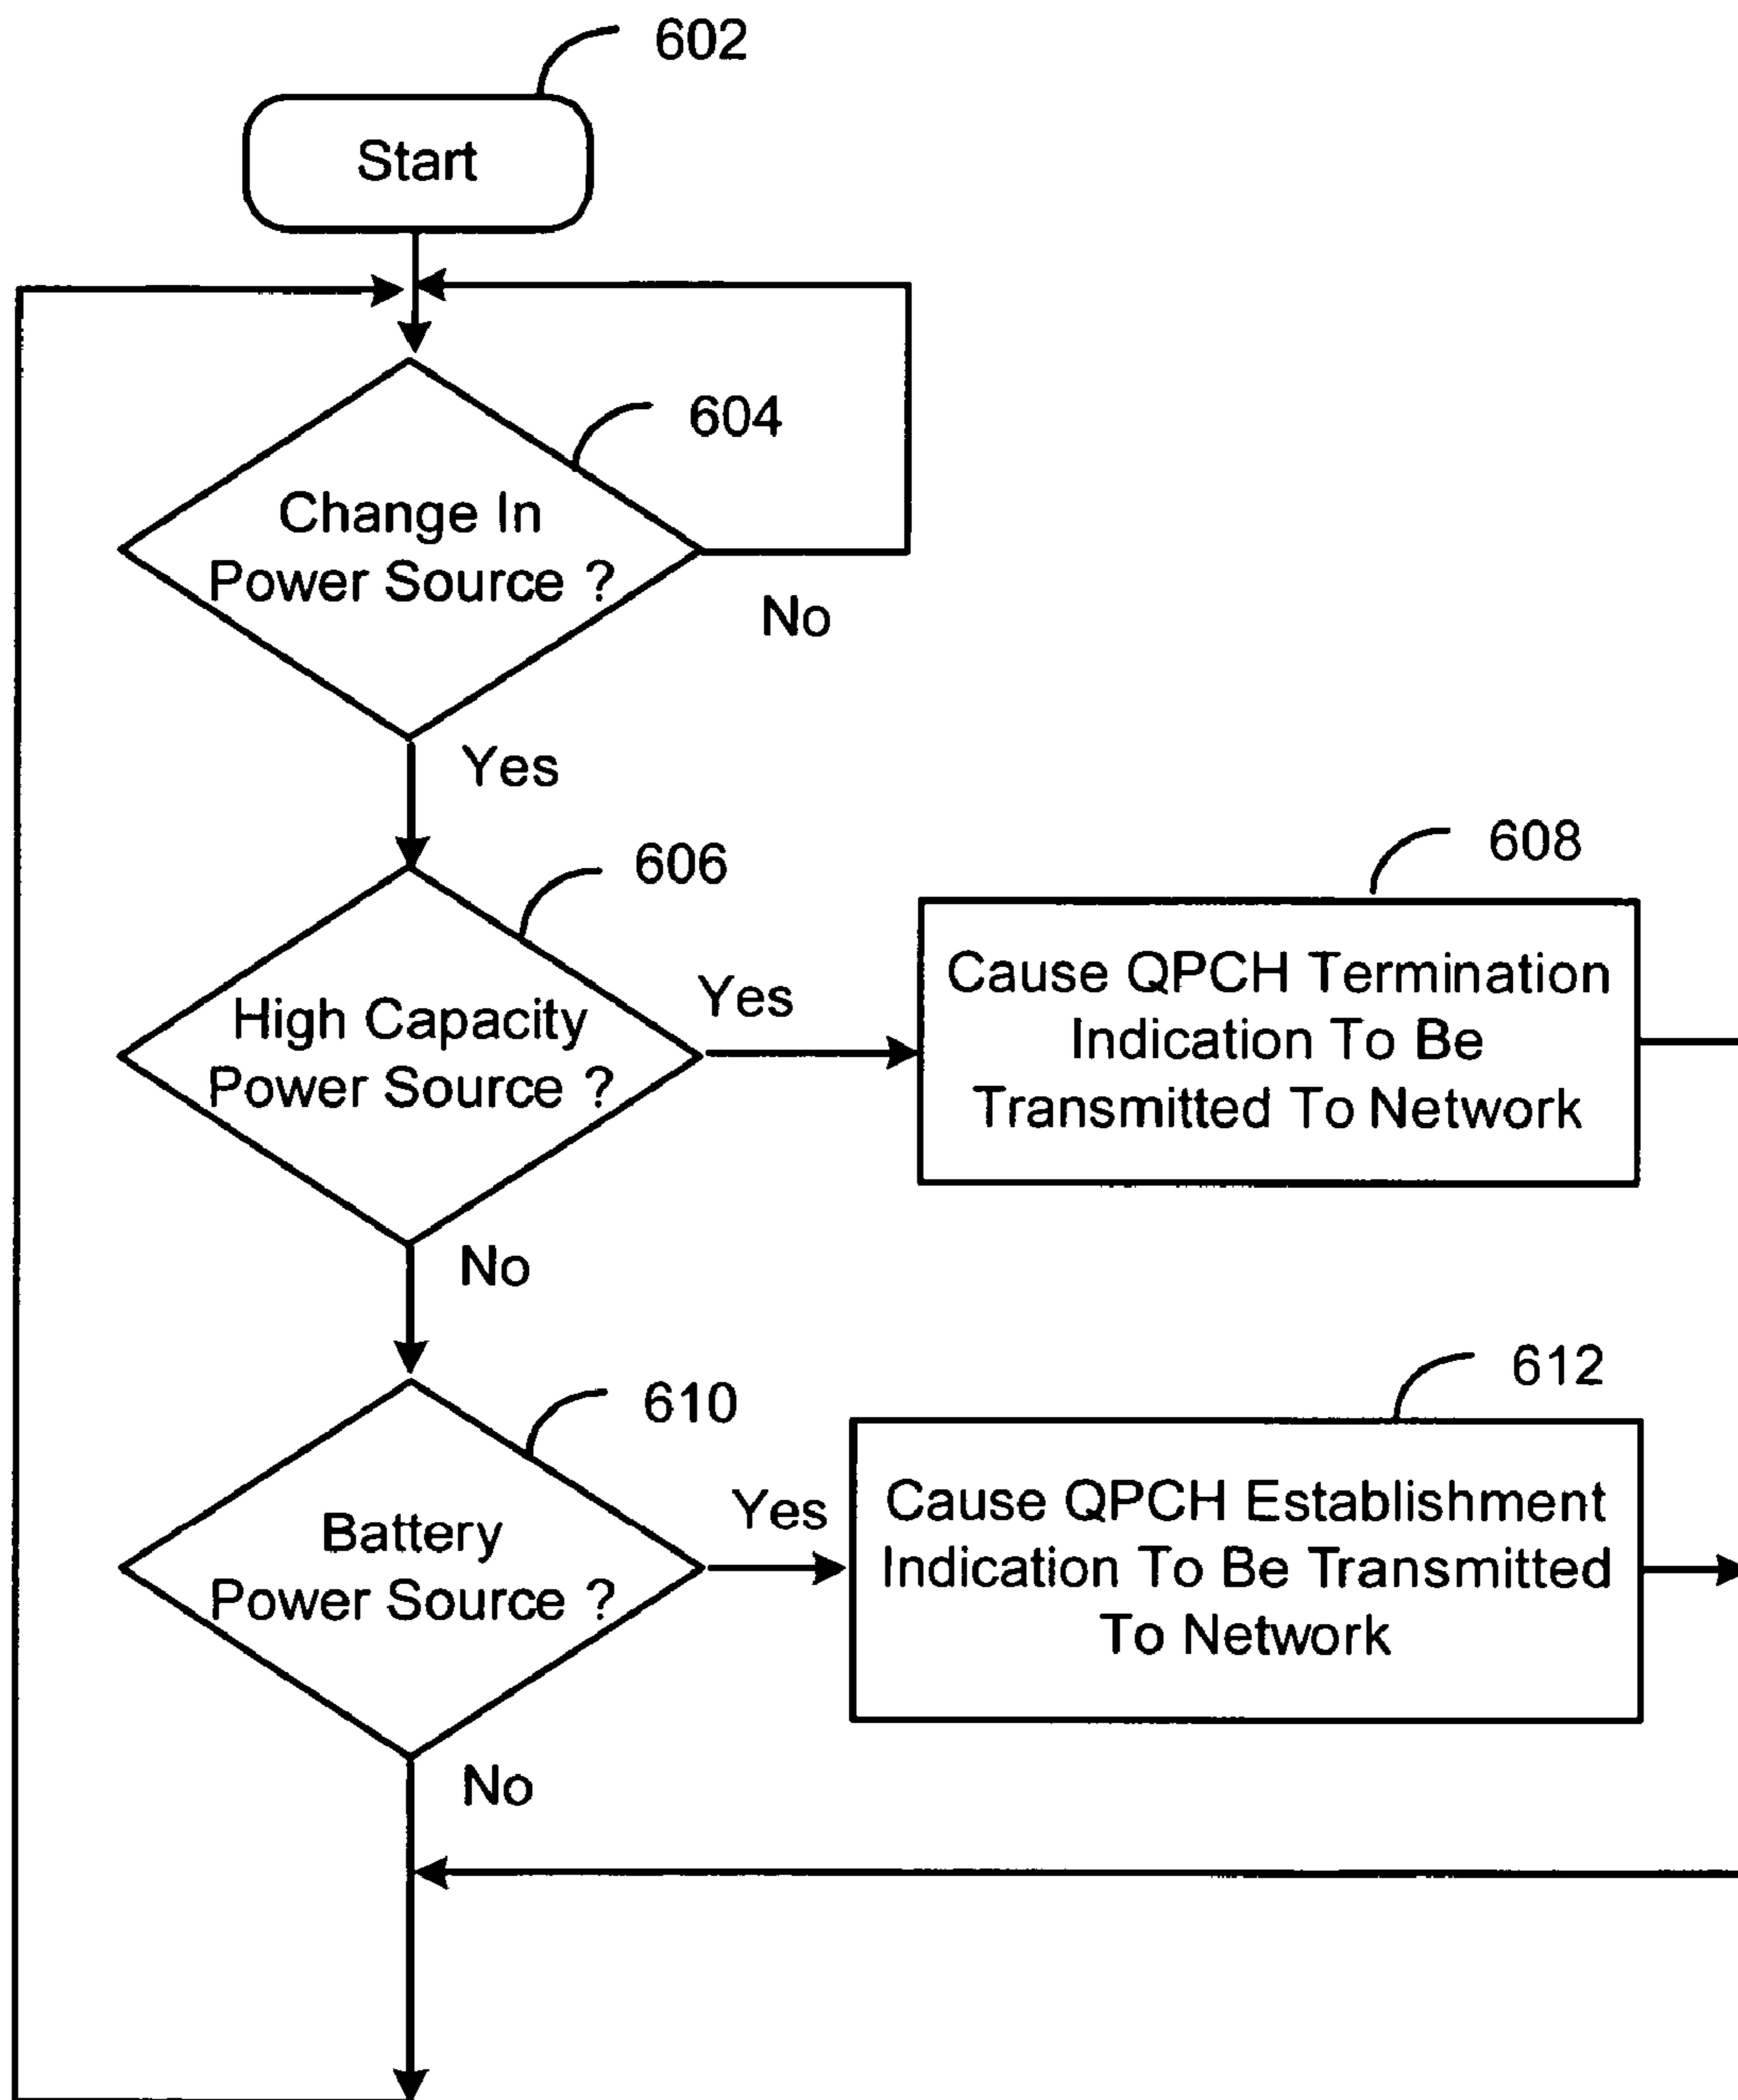 602
Start
604
Change In
Power Source ?
No
Yes
606
High Capacity
Power Source ?
Yes
608
Cause QPCH Termination
Indication To Be
Transmitted To Network
No
610
Battery
Power Source ?
Yes
612
Cause QPCH Establishment
Indication To Be Transmitted
To Network
No